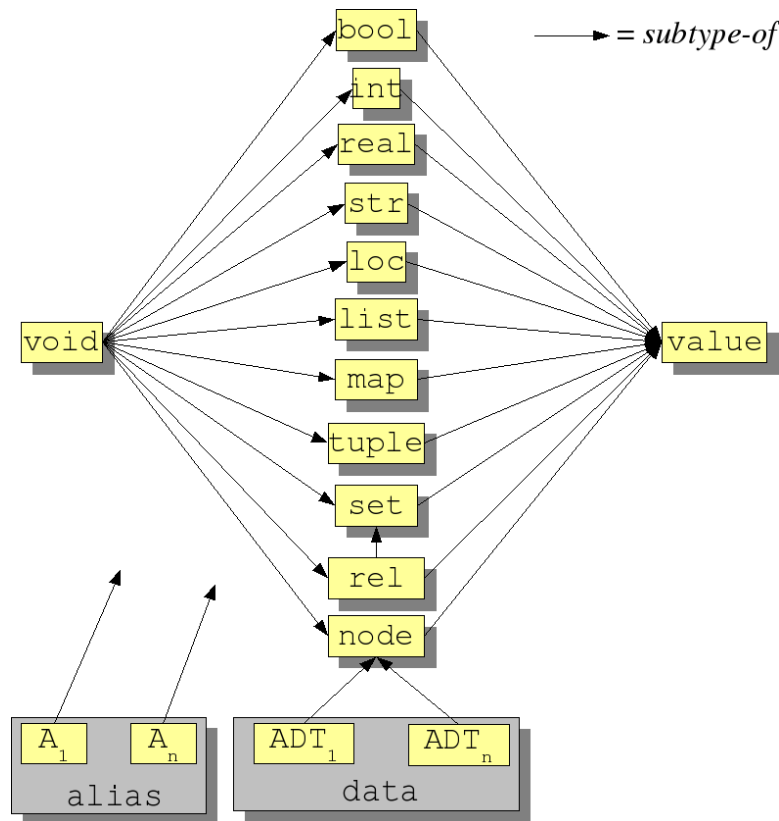 bool
= subtype-of
int
real
str
loc
list
void
value
map
tuple
set
rel
node
A1
An
ADT1
ADTn
alias
data